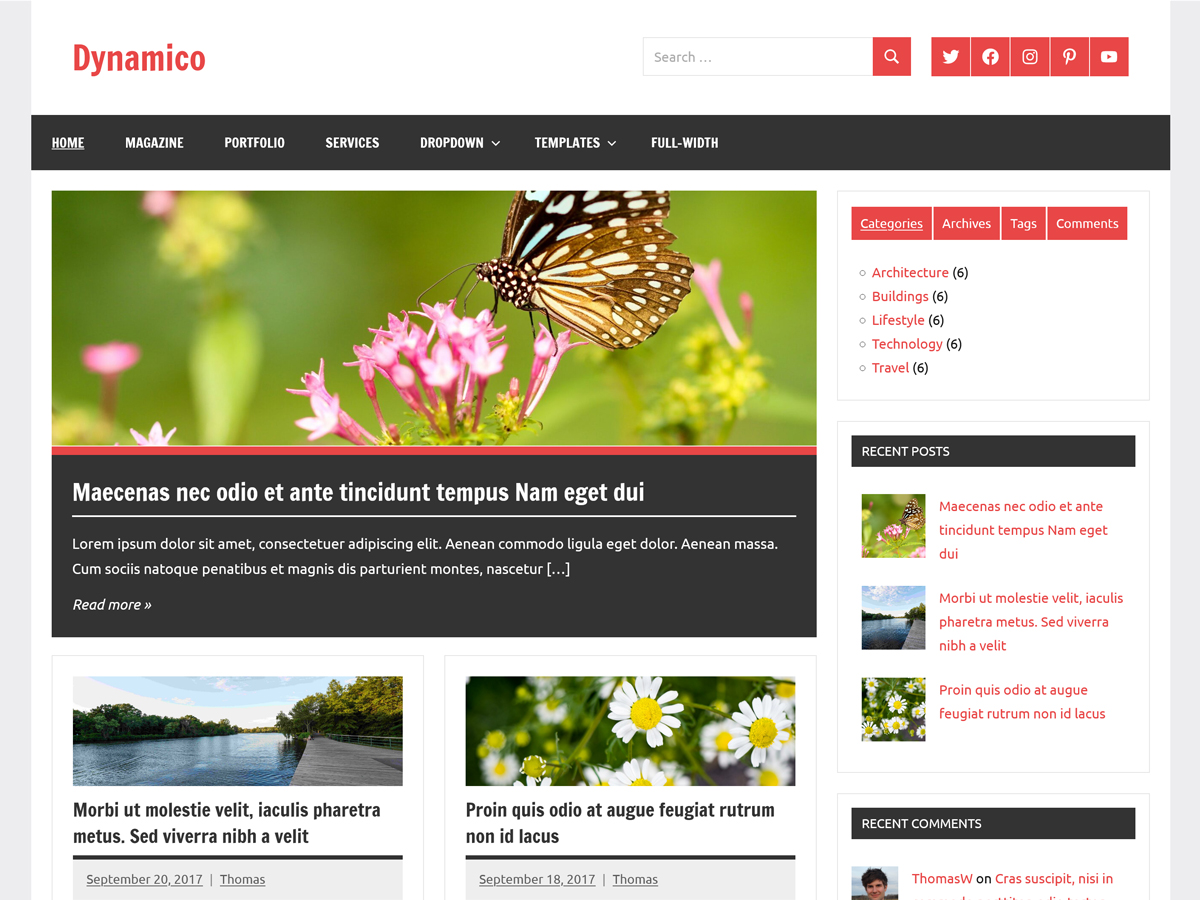 Dynamico
Search …
HOME
MAGAZINE
PORTFOLIO
SERVICES
DROPDOWN
TEMPLATES
FULL-WIDTH
Maecenas nec odio et ante tincidunt tempus Nam eget dui
Lorem ipsum dolor sit amet, consectetuer adipiscing elit. Aenean commodo ligula eget dolor. Aenean massa.
Cum sociis natoque penatibus et magnis dis parturient montes, nascetur […]
Read more »
Morbi ut molestie velit, iaculis pharetra
metus. Sed viverra nibh a velit
September 20, 2017 | Thomas
Proin quis odio at augue feugiat rutrum
non id lacus
September 18, 2017 | Thomas
Categories
Archives
Tags
Comments
Architecture (6)
Buildings (6)
Lifestyle (6)
Technology (6)
Travel (6)
RECENT POSTS
Maecenas nec odio et ante
tincidunt tempus Nam eget
dui
Morbi ut molestie velit, iaculis
pharetra metus. Sed viverra
nibh a velit
Proin quis odio at augue
feugiat rutrum non id lacus
RECENT COMMENTS
ThomasW on Cras suscipit, nisi in